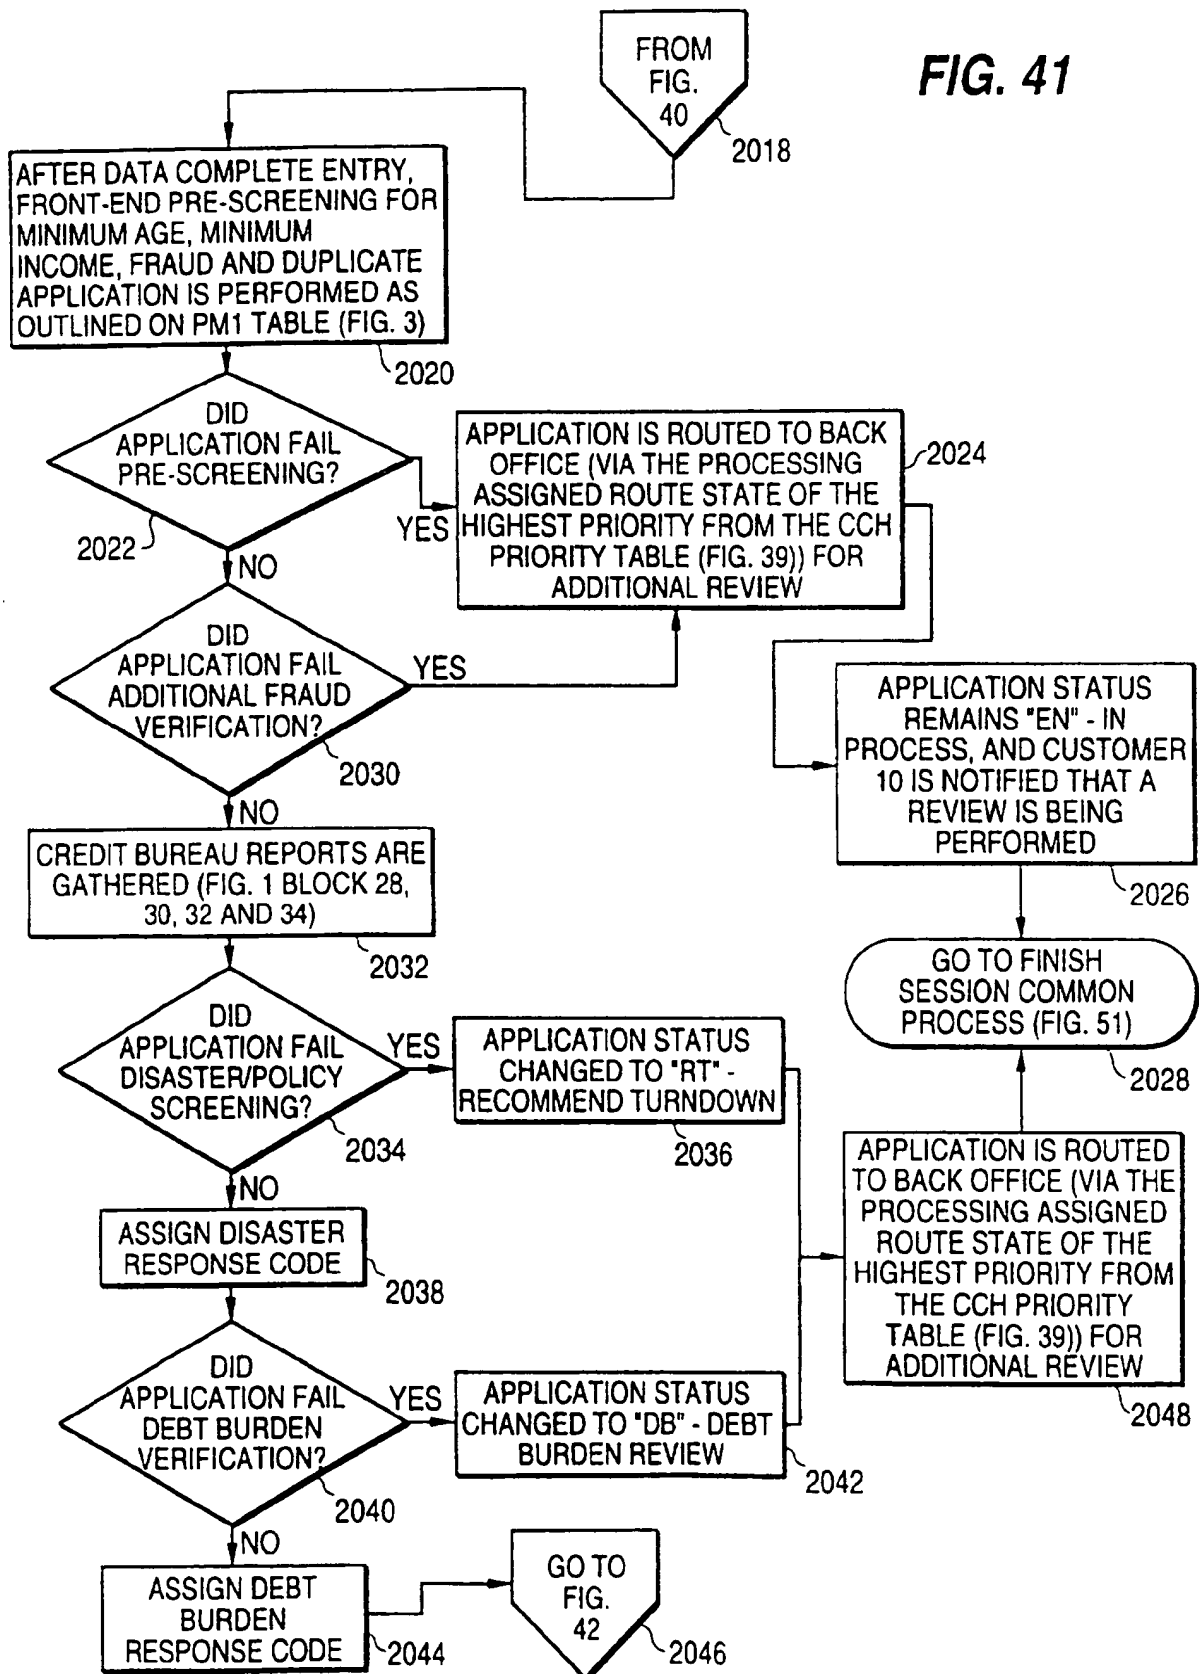 FROM
FIG.
40
FIG. 41
2018
AFTER DATA COMPLETE ENTRY,
FRONT-END PRE-SCREENING FOR
MINIMUM AGE, MINIMUM
INCOME, FRAUD AND DUPLICATE
APPLICATION IS PERFORMED AS
OUTLINED ON PM1 TABLE (FIG. 3)
2020
DID
APPLICATION FAIL
PRE-SCREENING?
2022
YES
NO
APPLICATION IS ROUTED TO BACK
OFFICE (VIA THE PROCESSING
ASSIGNED ROUTE STATE OF THE
HIGHEST PRIORITY FROM THE CCH
PRIORITY TABLE (FIG. 39)) FOR
ADDITIONAL REVIEW
2024
DID
APPLICATION FAIL
ADDITIONAL FRAUD
VERIFICATION?
YES
2030
NO
APPLICATION STATUS
REMAINS "EN" - IN
PROCESS, AND CUSTOMER
10 IS NOTIFIED THAT A
REVIEW IS BEING
PERFORMED
2026
CREDIT BUREAU REPORTS ARE
GATHERED (FIG. 1 BLOCK 28,
30, 32 AND 34)
2032
GO TO FINISH
SESSION COMMON
PROCESS (FIG. 51)
2028
DID
APPLICATION FAIL
DISASTER/POLICY
SCREENING?
YES
2034
NO
APPLICATION STATUS
CHANGED TO "RT" -
RECOMMEND TURNDOWN
2036
APPLICATION IS ROUTED
TO BACK OFFICE (VIA THE
PROCESSING ASSIGNED
ROUTE STATE OF THE
HIGHEST PRIORITY FROM
THE CCH PRIORITY
TABLE (FIG. 39)) FOR
ADDITIONAL REVIEW
2048
ASSIGN DISASTER
RESPONSE CODE
2038
DID
APPLICATION FAIL
DEBT BURDEN
VERIFICATION?
YES
2040
NO
APPLICATION STATUS
CHANGED TO "DB" - DEBT
BURDEN REVIEW
2042
ASSIGN DEBT
BURDEN
RESPONSE CODE
2044
GO TO
FIG.
42
2046